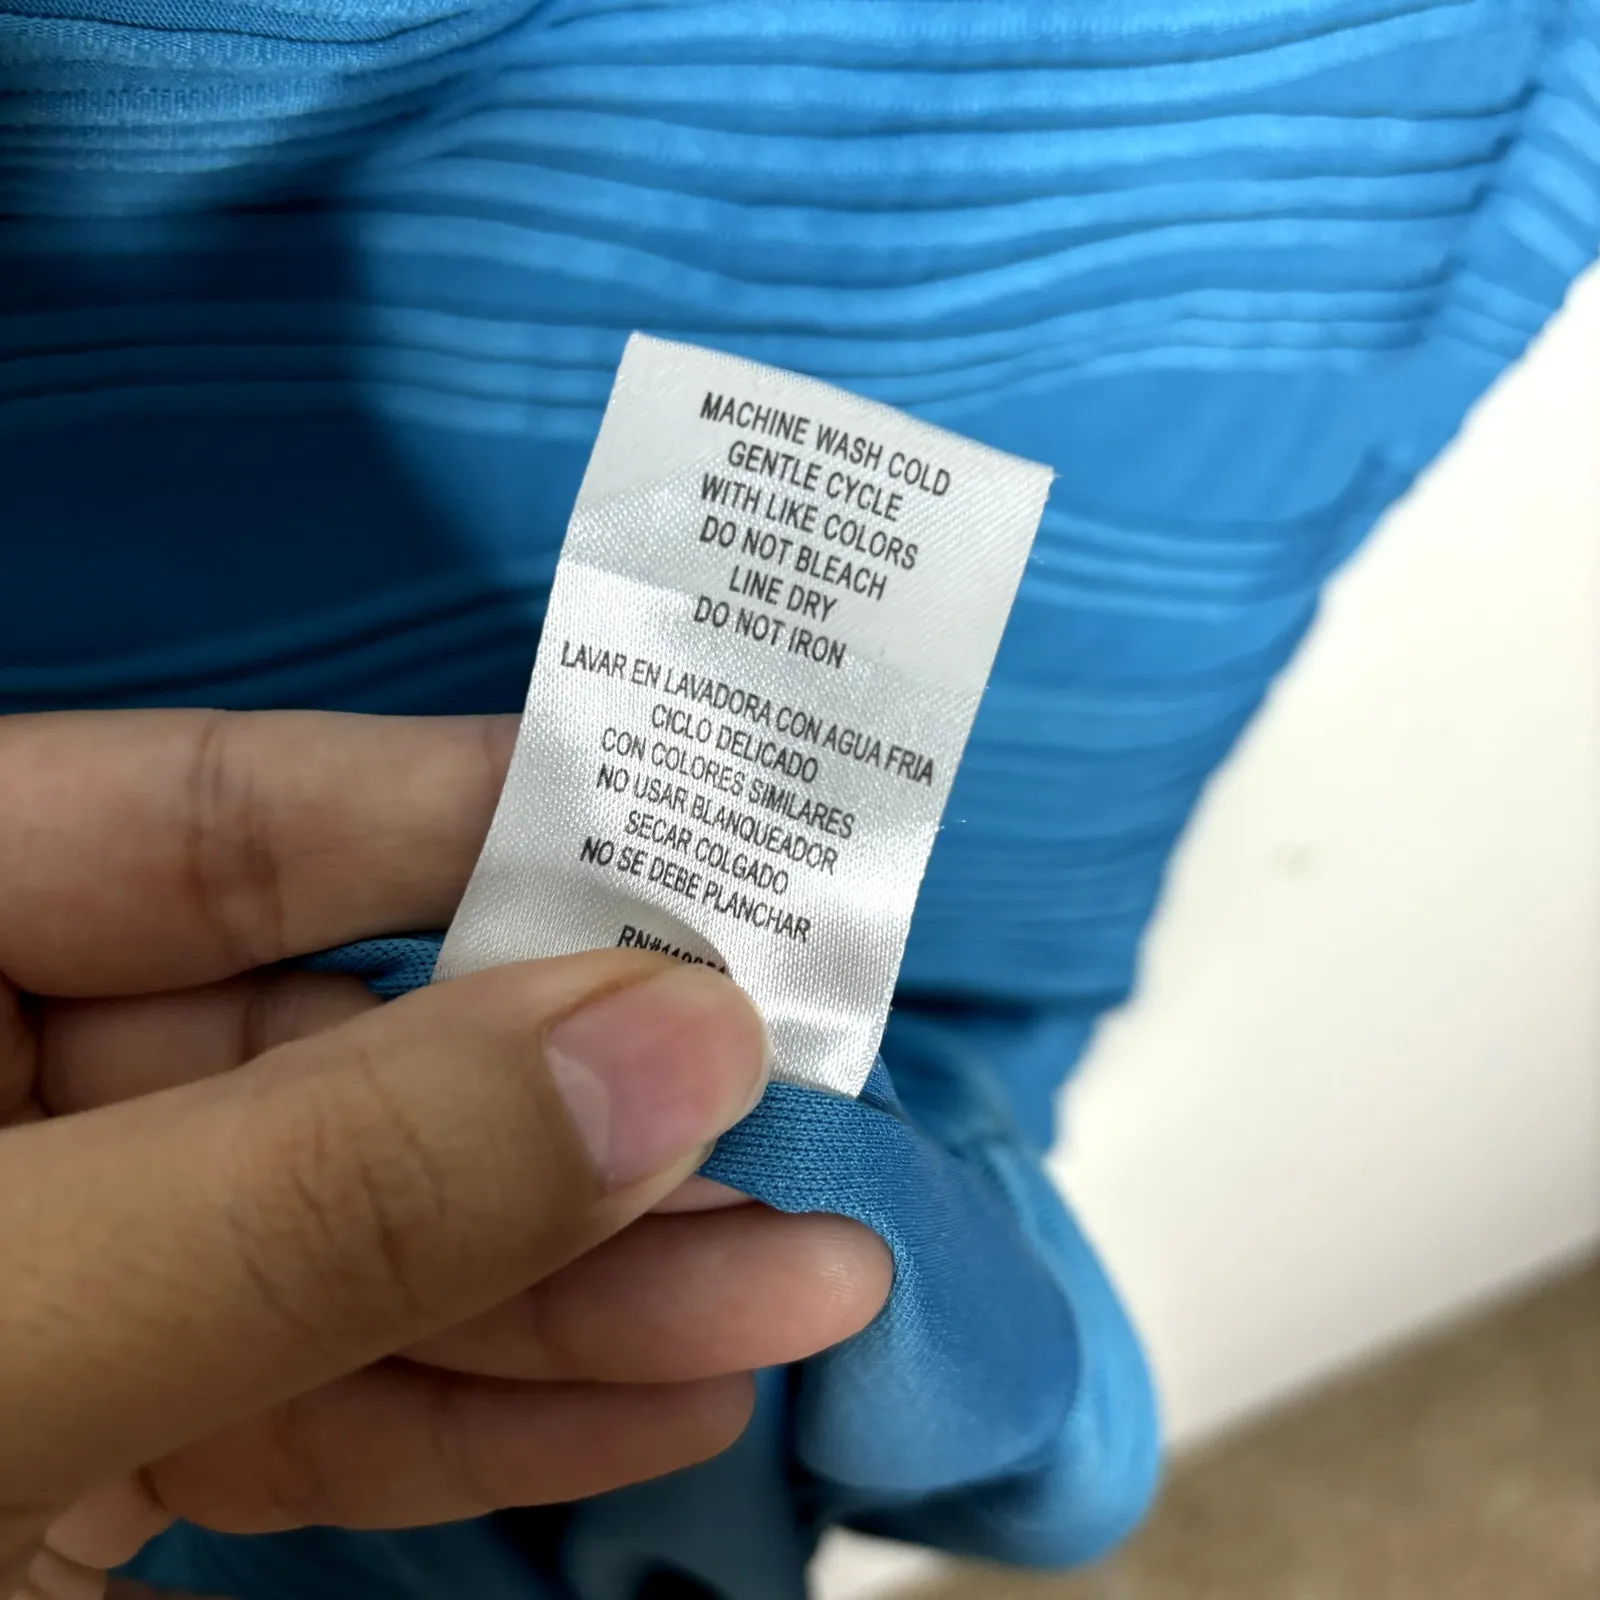 MACHINE WASH COLD
GENTLE CYCLE
WITH LIKE COLORS
DO NOT BLEACH
LINE DRY
DO NOT IRON
LAVAR EN LAVADORA CON AGUA FRIA
CICLO DELICADO
CON COLORES SIMILARES
NO USAR BLANQUEADOR
SECAR COLGADO
NO SE DEBE PLANCHAR